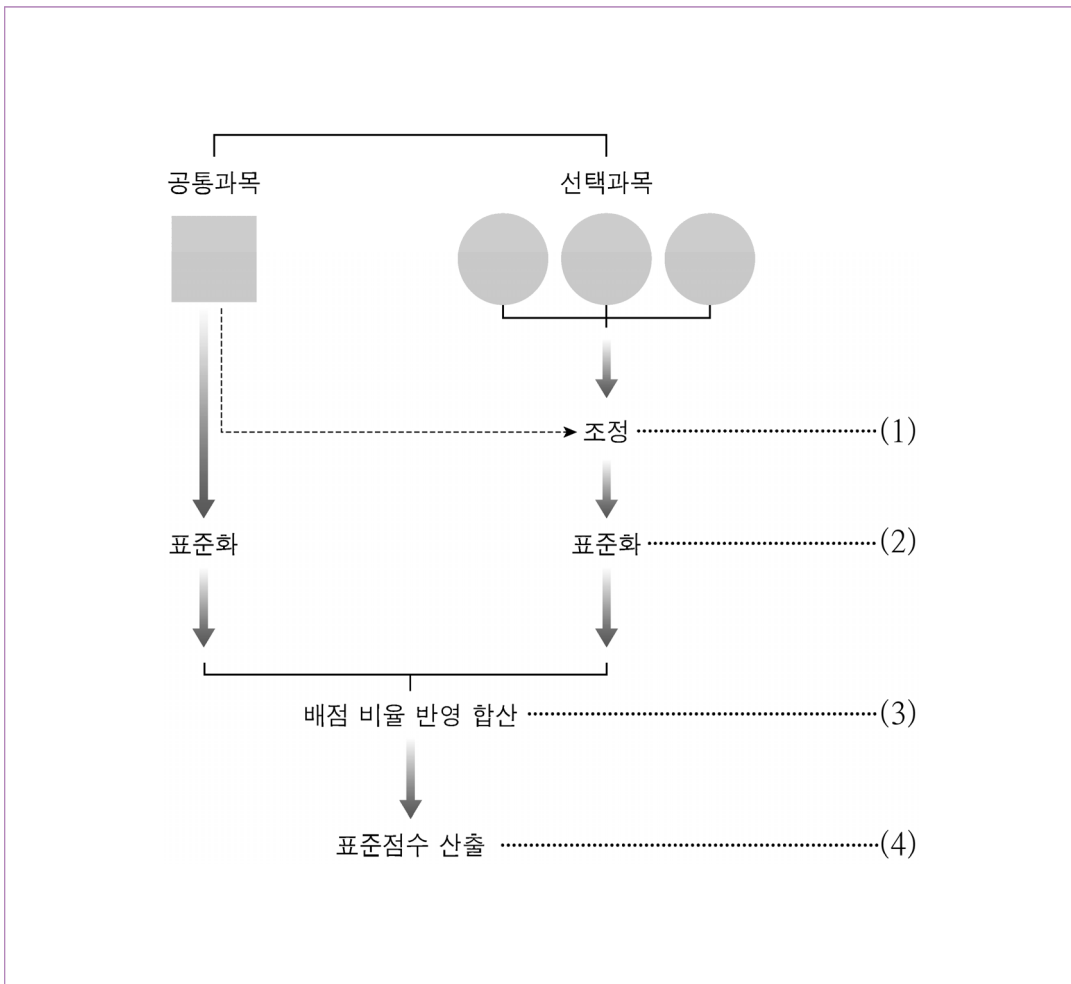 공통과목 선택과목
조정 (1)
표준화 표준화 (2)
배점 비율 반영 합산 (3)
표준점수 산출 (4)